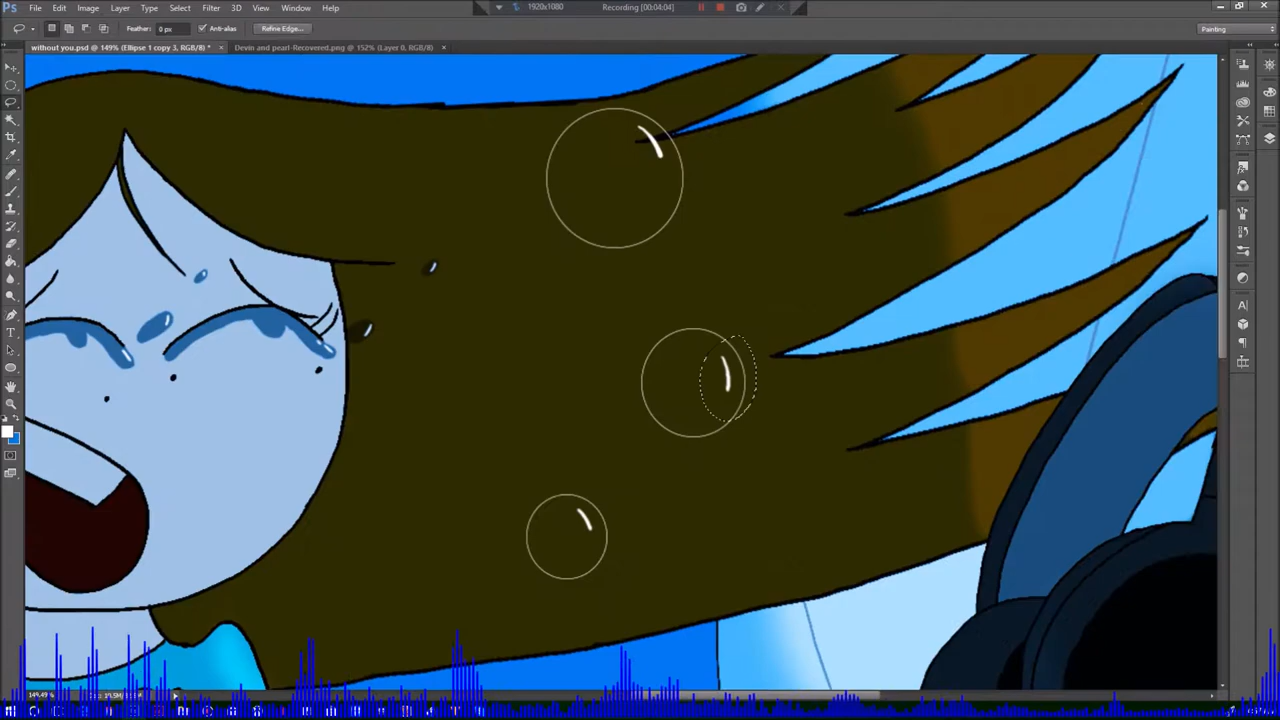 1920x1080
Recording [00:04:04]
Ps File Edit Image Layer Type Select Filter 3D View Window Help
Feather: 0 px Anti-alias Refine Edge... Painting
without you.psd @ 149% (Ellipse 1 copy 3, RGB/8) * Devin and pearl-Recovered.png @ 152% (Layer 0, RGB/8)